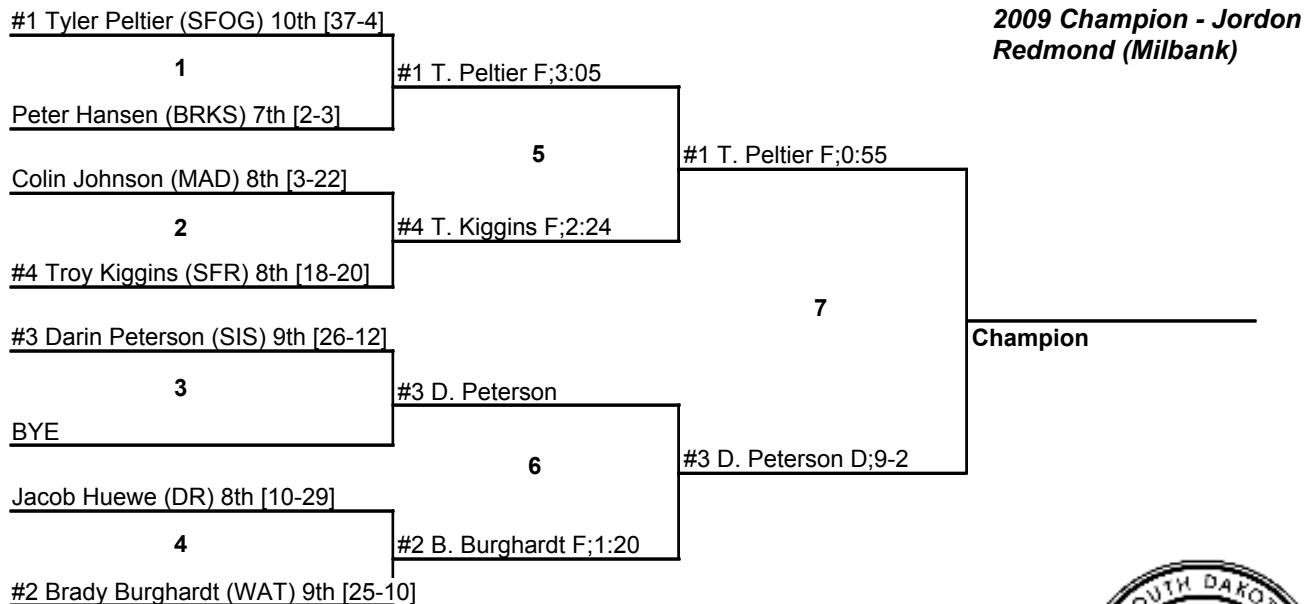 #1 Tyler Peltier (SFOG) 10th [37-4]
2009 Champion - Jordon
Redmond (Milbank)
1
#1 T. Peltier F;3:05
Peter Hansen (BRKS) 7th [2-3]
5
#1 T. Peltier F;0:55
Colin Johnson (MAD) 8th [3-22]
2
#4 T. Kiggins F;2:24
#4 Troy Kiggins (SFR) 8th [18-20]
7
#3 Darin Peterson (SIS) 9th [26-12]
Champion
3
#3 D. Peterson
BYE
6
#3 D. Peterson D;9-2
Jacob Huewe (DR) 8th [10-29]
4
#2 B. Burghardt F;1:20
#2 Brady Burghardt (WAT) 9th [25-10]